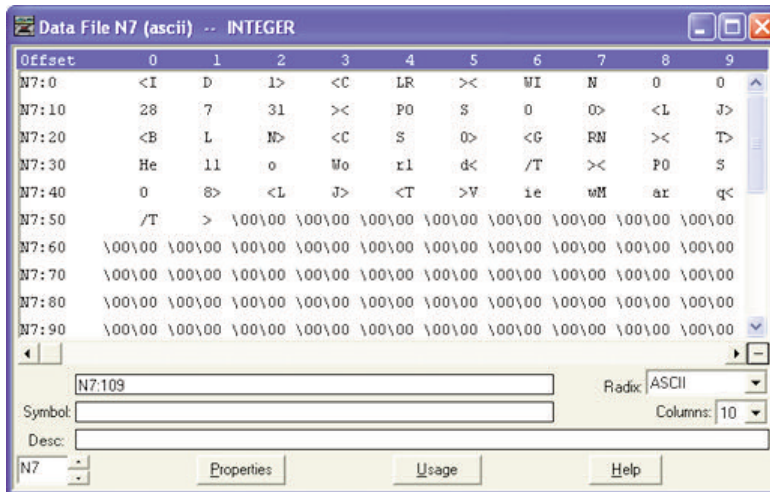 Data File N7 (ascii) -- INTEGER
Offset 0 1 2 3 4 5 6 7 8 9
N7:0 <I D 1> <C LR >< WI N 0 0
N7:10 28 7 31 >< PO S 0 0> <L J>
N7:20 <B L N> <C S 0> <G RN >< T>
N7:30 He ll o Wo rl d< /T >< PO S
N7:40 0 8> <L J> <T >V ie wM ar q<
N7:50 /T > \00\00 \00\00 \00\00 \00\00 \00\00 \00\00 \00\00 \00\00
N7:60 \00\00 \00\00 \00\00 \00\00 \00\00 \00\00 \00\00 \00\00 \00\00 \00\00
N7:70 \00\00 \00\00 \00\00 \00\00 \00\00 \00\00 \00\00 \00\00 \00\00 \00\00
N7:80 \00\00 \00\00 \00\00 \00\00 \00\00 \00\00 \00\00 \00\00 \00\00 \00\00
N7:90 \00\00 \00\00 \00\00 \00\00 \00\00 \00\00 \00\00 \00\00 \00\00 \00\00
N7:109 Radix: ASCII
Symbol: Columns: 10
Desc:
N7 Properties Usage Help